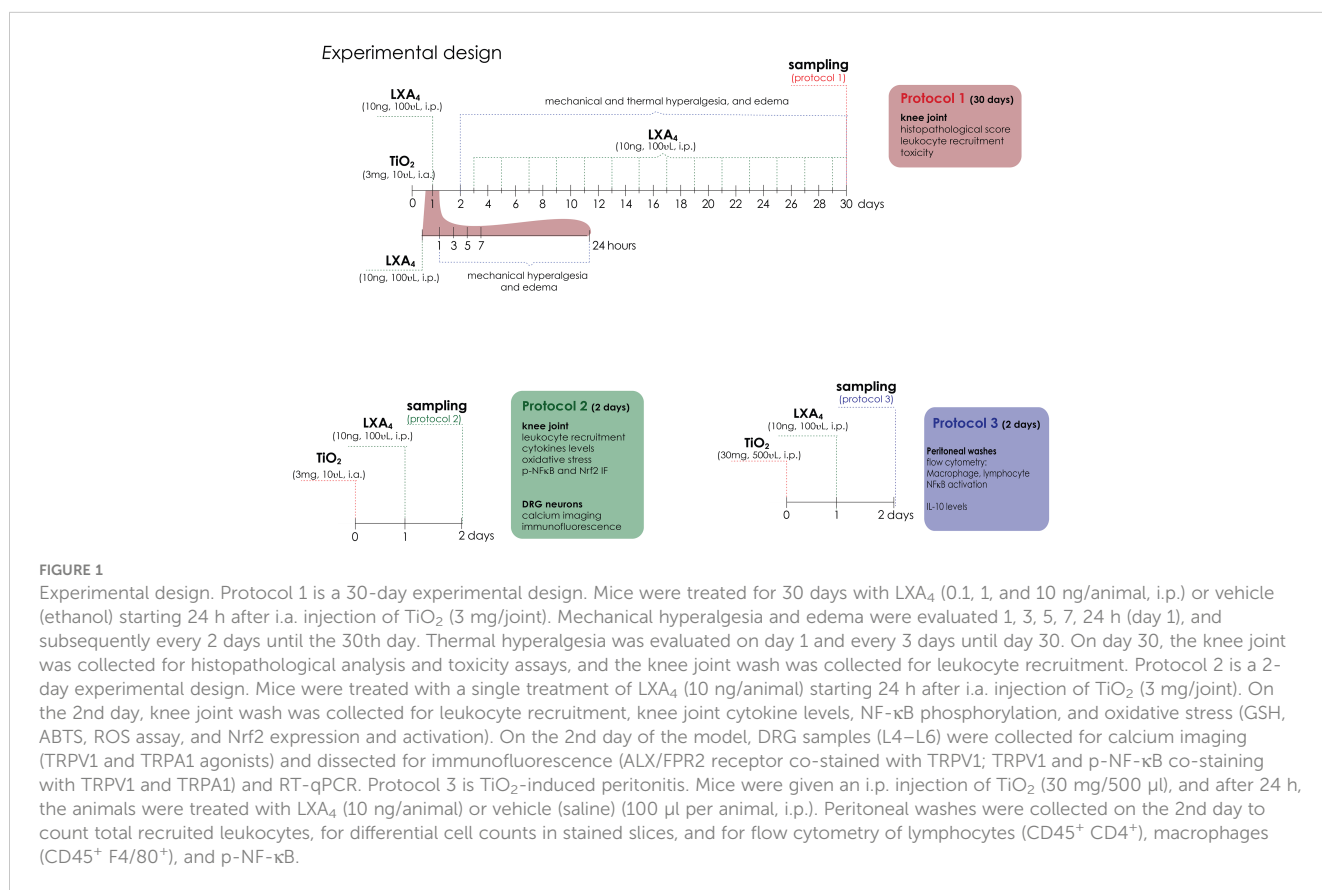 Experimental design
sampling
(protocol 1)
LXA₄
(10ng, 100υL, i.p.)
mechanical and thermal hyperalgesia, and edema
LXA₄
(10ng, 100υL, i.p.)
TiO₂
(3mg, 10υL, i.a.)
0 1 2 4 6 8 10 12 14 16 18 20 22 24 26 28 30 days
1 3 5 7 24 hours
LXA₄
(10ng, 100υL, i.p.)
mechanical hyperalgesia
and edema
Protocol 1 (30 days)
knee joint
histopathological score
leukocyte recruitment
toxicity
sampling
(protocol 2)
LXA₄
(10ng, 100υL, i.p.)
TiO₂
(3mg, 10υL, i.a.)
0 1 2 days
Protocol 2 (2 days)
knee joint
leukocyte recruitment
cytokines levels
oxidative stress
p-NFκB and Nrf2 IF
DRG neurons
calcium imaging
immunofluorescence
sampling
(protocol 3)
LXA₄
(10ng, 100υL, i.p.)
TiO₂
(30mg, 500υL, i.p.)
0 1 2 days
Protocol 3 (2 days)
Peritoneal washes
flow cytometry:
Macrophage, lymphocyte
NFκB activation
IL-10 levels
FIGURE 1
Experimental design. Protocol 1 is a 30-day experimental design. Mice were treated for 30 days with LXA₄ (0.1, 1, and 10 ng/animal, i.p.) or vehicle
(ethanol) starting 24 h after i.a. injection of TiO₂ (3 mg/joint). Mechanical hyperalgesia and edema were evaluated 1, 3, 5, 7, 24 h (day 1), and
subsequently every 2 days until the 30th day. Thermal hyperalgesia was evaluated on day 1 and every 3 days until day 30. On day 30, the knee joint
was collected for histopathological analysis and toxicity assays, and the knee joint wash was collected for leukocyte recruitment. Protocol 2 is a 2-
day experimental design. Mice were treated with a single treatment of LXA₄ (10 ng/animal) starting 24 h after i.a. injection of TiO₂ (3 mg/joint). On
the 2nd day, knee joint wash was collected for leukocyte recruitment, knee joint cytokine levels, NF-κB phosphorylation, and oxidative stress (GSH,
ABTS, ROS assay, and Nrf2 expression and activation). On the 2nd day of the model, DRG samples (L4–L6) were collected for calcium imaging
(TRPV1 and TRPA1 agonists) and dissected for immunofluorescence (ALX/FPR2 receptor co-stained with TRPV1; TRPV1 and p-NF-κB co-staining
with TRPV1 and TRPA1) and RT-qPCR. Protocol 3 is TiO₂-induced peritonitis. Mice were given an i.p. injection of TiO₂ (30 mg/500 µl), and after 24 h,
the animals were treated with LXA₄ (10 ng/animal) or vehicle (saline) (100 µl per animal, i.p.). Peritoneal washes were collected on the 2nd day to
count total recruited leukocytes, for differential cell counts in stained slices, and for flow cytometry of lymphocytes (CD45⁺ CD4⁺), macrophages
(CD45⁺ F4/80⁺), and p-NF-κB.